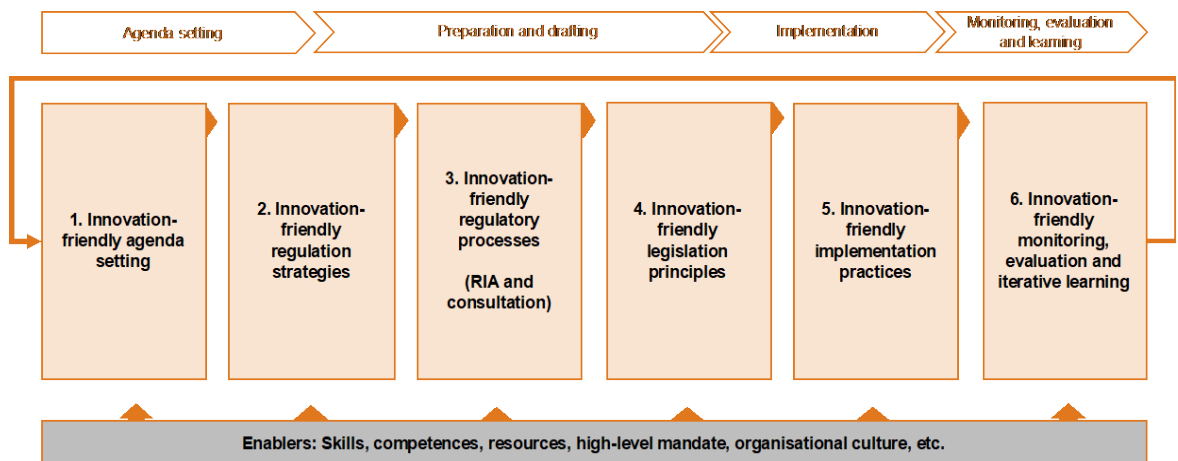 Agenda setting
Preparation and drafting
Implementation
Monitoring, evaluation
and learning
1. Innovation-
friendly agenda
setting
2. Innovation-
friendly
regulation
strategies
3. Innovation-
friendly
regulatory
processes
(RIA and
consultation)
4. Innovation-
friendly
legislation
principles
5. Innovation-
friendly
implementation
practices
6. Innovation-
friendly
monitoring,
evaluation and
iterative learning
Enablers: Skills, competences, resources, high-level mandate, organisational culture, etc.